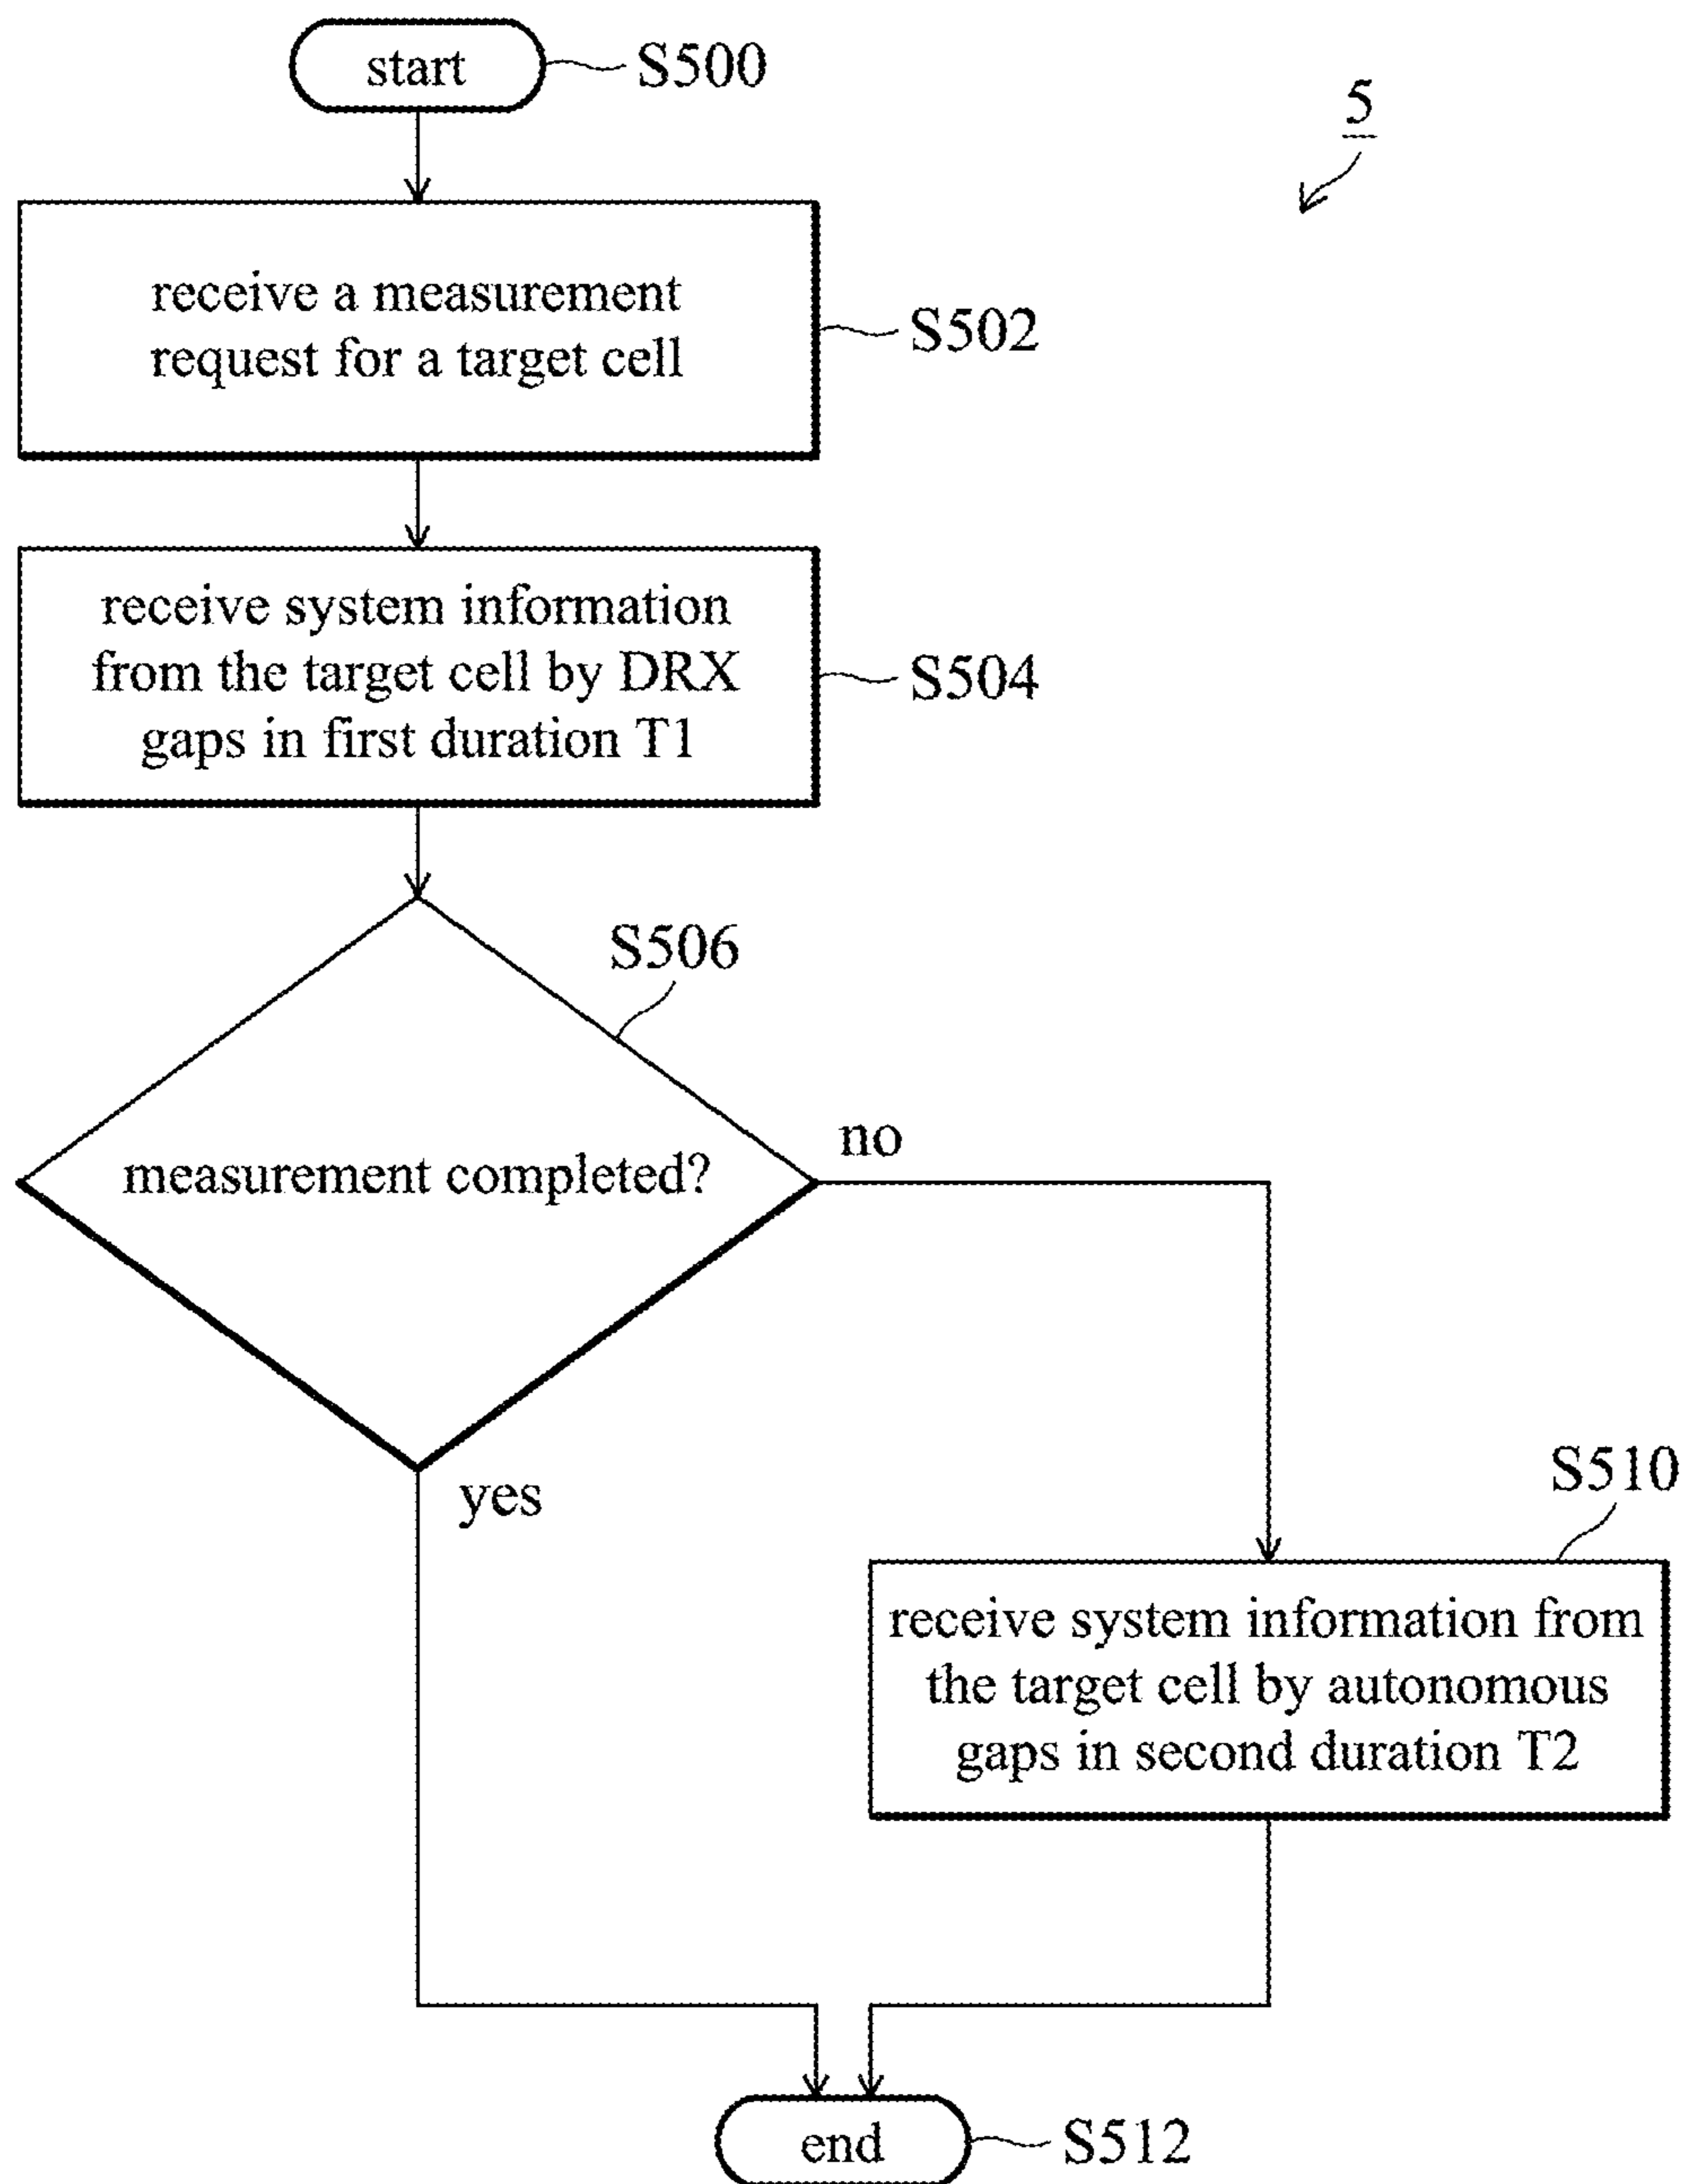 start
S500
5
receive a measurement
request for a target cell
S502
receive system information
from the target cell by DRX
gaps in first duration T1
S504
S506
measurement completed?
no
yes
S510
receive system information from
the target cell by autonomous
gaps in second duration T2
end
S512